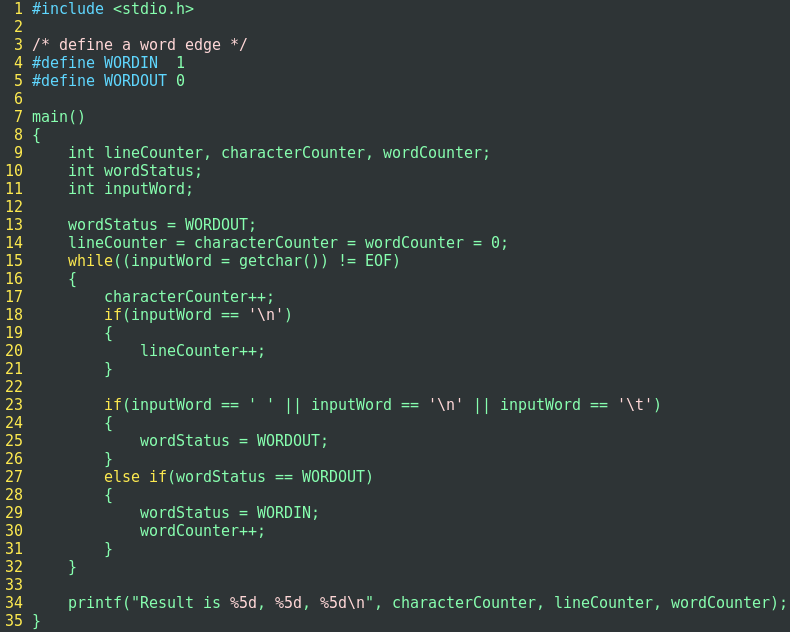 1 #include <stdio.h>
2
3 /* define a word edge */
4 #define WORDIN  1
5 #define WORDOUT 0
6
7 main()
8 {
9     int lineCounter, characterCounter, wordCounter;
10     int wordStatus;
11     int inputWord;
12
13     wordStatus = WORDOUT;
14     lineCounter = characterCounter = wordCounter = 0;
15     while((inputWord = getchar()) != EOF)
16     {
17         characterCounter++;
18         if(inputWord == '\n')
19         {
20             lineCounter++;
21         }
22
23         if(inputWord == ' ' || inputWord == '\n' || inputWord == '\t')
24         {
25             wordStatus = WORDOUT;
26         }
27         else if(wordStatus == WORDOUT)
28         {
29             wordStatus = WORDIN;
30             wordCounter++;
31         }
32     }
33
34     printf("Result is %5d, %5d, %5d\n", characterCounter, lineCounter, wordCounter);
35 }